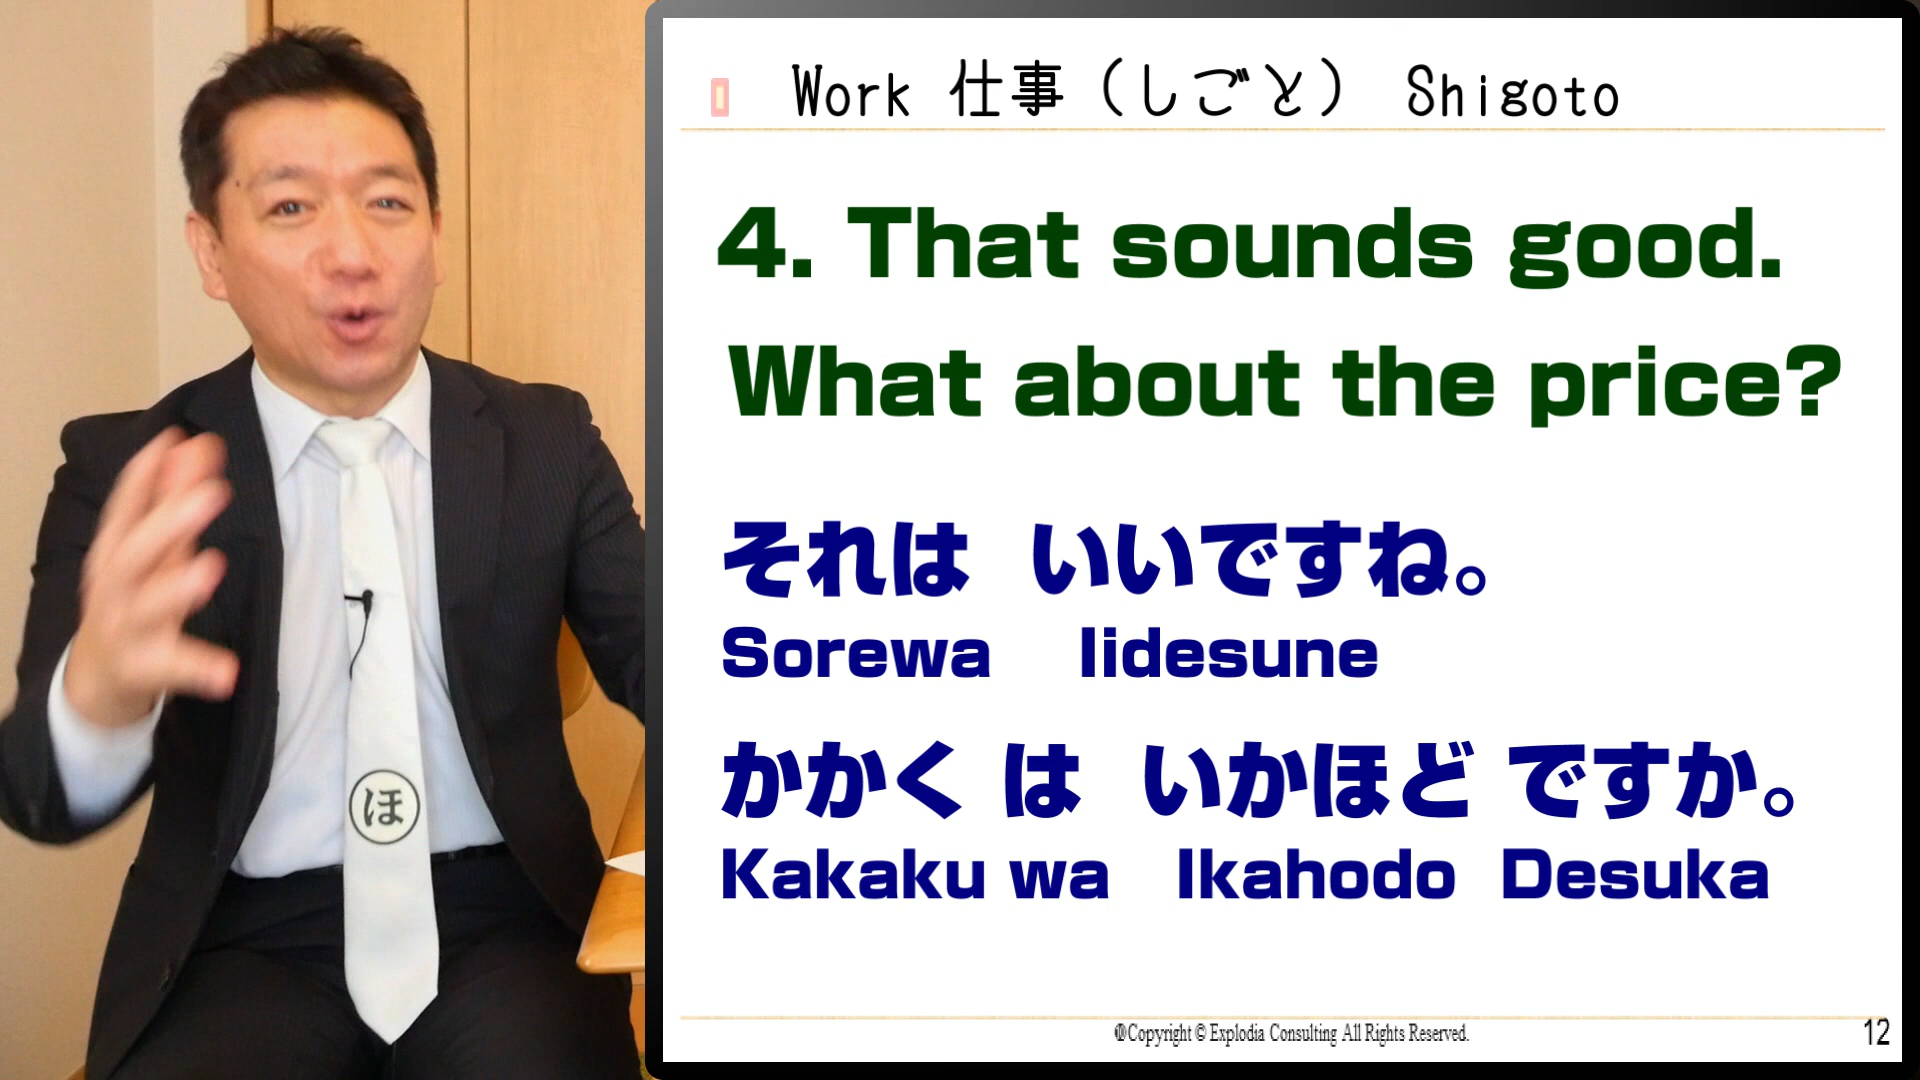 Work 仕事（しごと） Shigoto
4. That sounds good.
What about the price?
それは いいですね。
Sorewa Iidesune
かかく は いかほど ですか。
Kakaku wa Ikahodo Desuka
ほ
Copyright © Explodia Consulting All Rights Reserved.
12